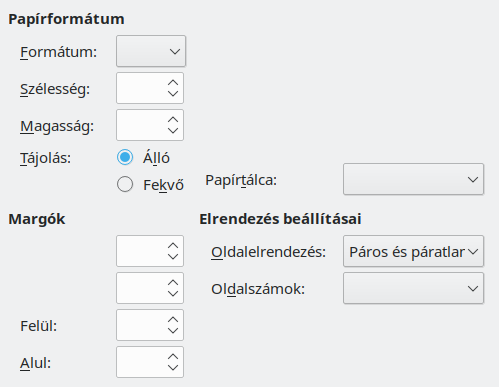 Papírformátum
Formátum:
Szélesség:
Magasság:
Tájolás:
Álló
Fekvő
Papírtálca:
Margók
Elrendezés beállításai
Oldalelrendezés:
Páros és páratlan
Oldalszámok:
Felül:
Alul: